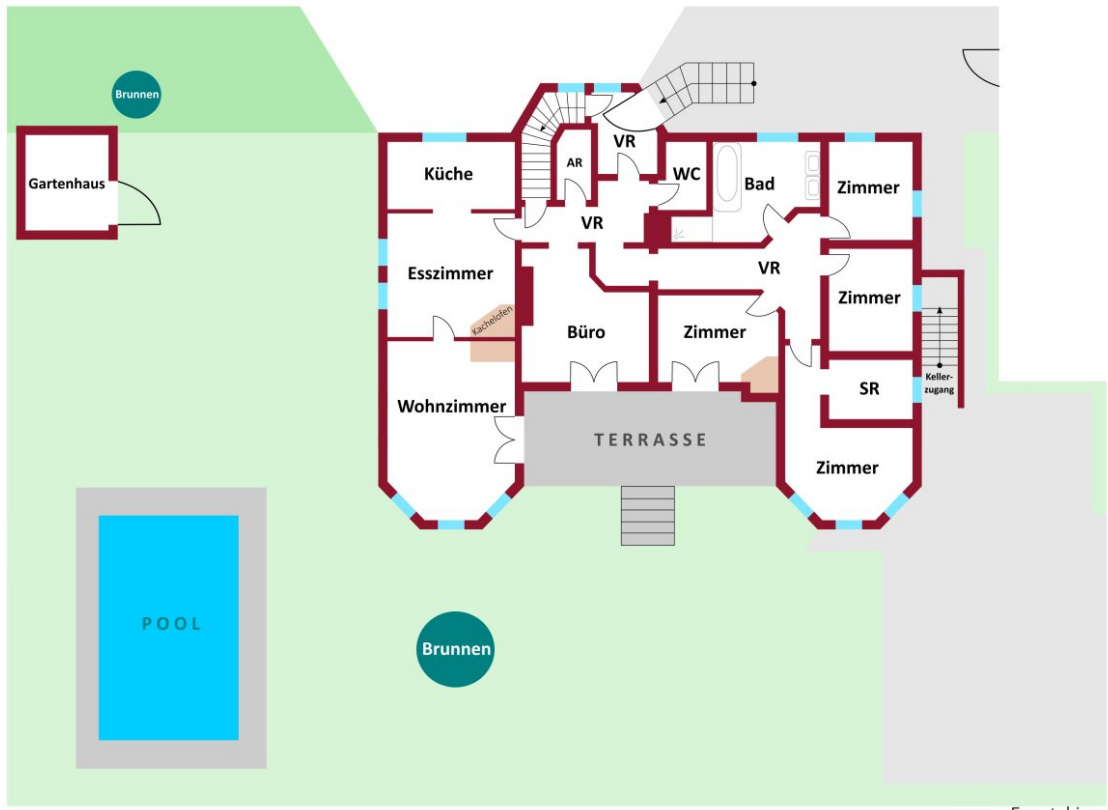 Brunnen
Gartenhaus
Küche
AR
VR
WC
Bad
Zimmer
VR
Esszimmer
VR
Kachelofen
Büro
Zimmer
Zimmer
Wohnzimmer
SR
Keller-
zugang
TERRASSE
Zimmer
POOL
Brunnen